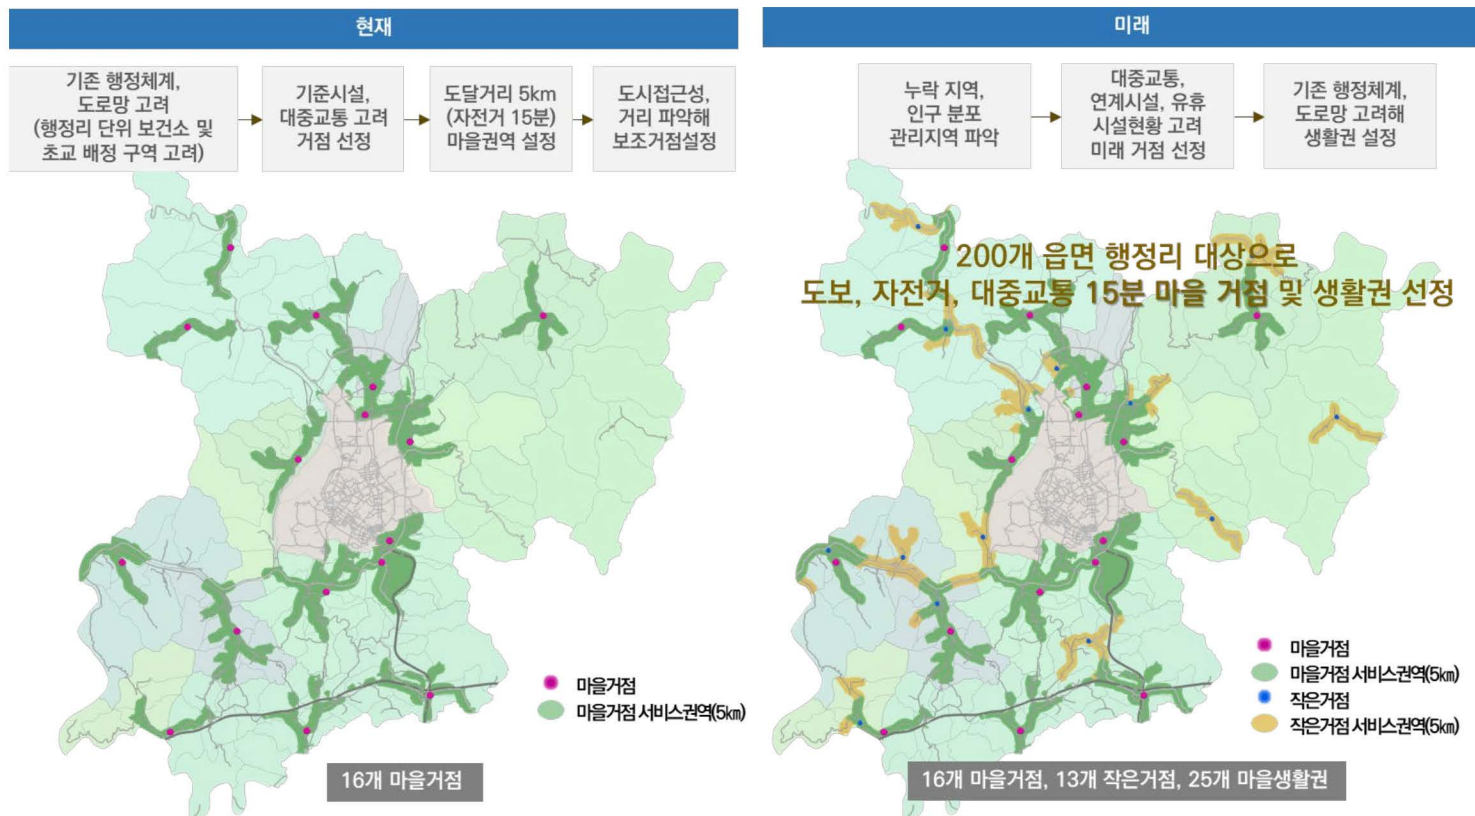 현재
기존 행정체계,
도로망 고려
(행정리 단위 보건소 및
초교 배정 구역 고려)
기준시설,
대중교통 고려
거점 선정
도달거리 5km
(자전거 15분)
마을권역 설정
도시접근성,
거리 파악해
보조거점설정
마을거점
마을거점 서비스권역(5㎞)
16개 마을거점
미래
누락 지역,
인구 분포
관리지역 파악
대중교통,
연계시설, 유휴
시설현황 고려
미래 거점 선정
기존 행정체계,
도로망 고려해
생활권 설정
200개 읍면 행정리 대상으로
도보, 자전거, 대중교통 15분 마을 거점 및 생활권 선정
마을거점
마을거점 서비스권역(5㎞)
작은거점
작은거점 서비스권역(5㎞)
16개 마을거점, 13개 작은거점, 25개 마을생활권